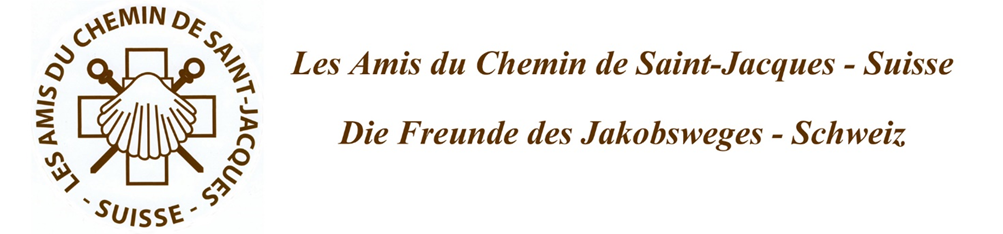 LES AMIS DU CHEMIN DE SAINT-JACQUES
- SUISSE -
Les Amis du Chemin de Saint-Jacques - Suisse
Die Freunde des Jakobsweges - Schweiz